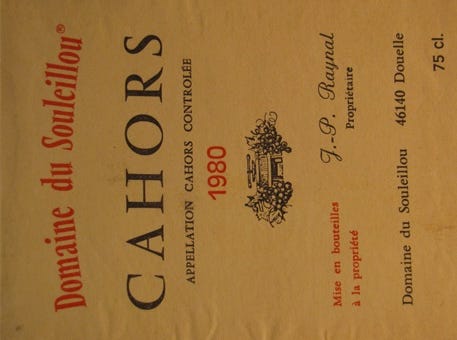 Domaine du Souleillou®
CAHORS
APPELLATION CAHORS CONTROLÉE
1980
J.-P. Raynal
Propriétaire
Mise en bouteilles
à la propriété
Domaine du Souleillou 46140 Douelle
75 cl.